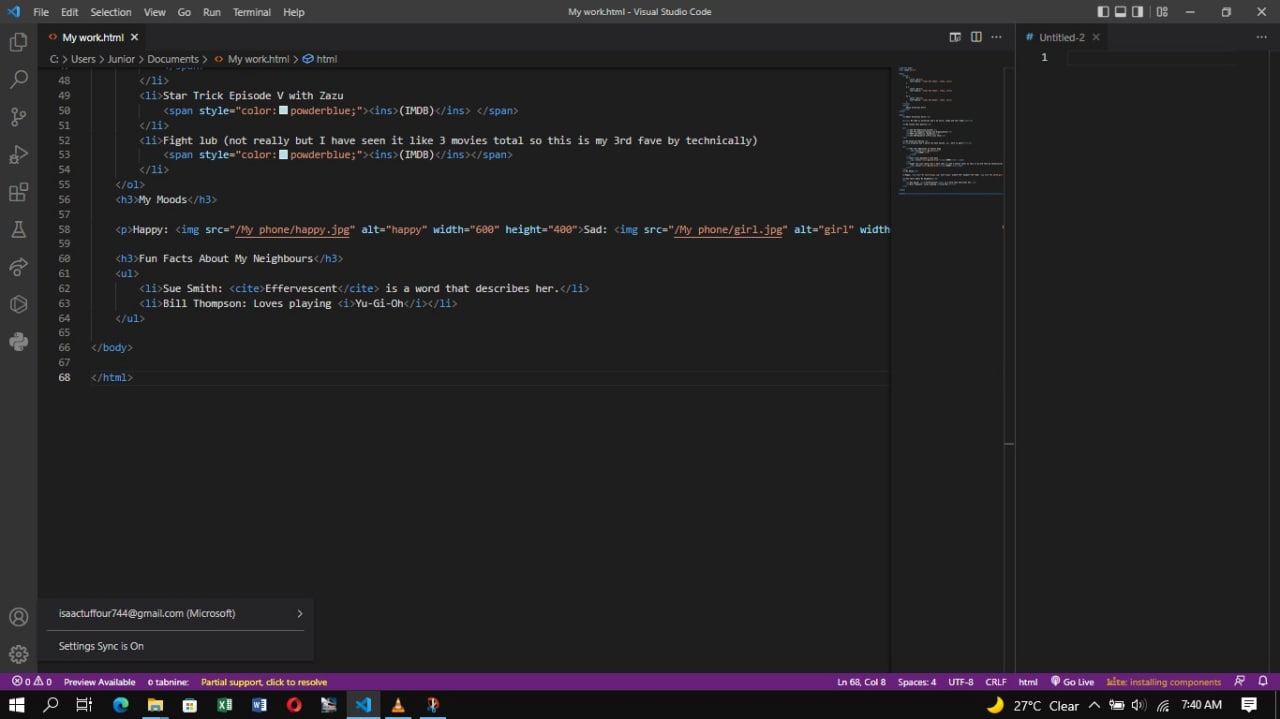 File Edit Selection View Go Run Terminal Help
My work.html - Visual Studio Code
My work.html
Untitled-2
C: > Users > Junior > Documents > My work.html > html
1
48 </li>
49 <li>Star Trick Episode V with Zazu
50 <span style="color: powderblue;"><ins>(IMDB)</ins> </span>
51 </li>
52 <li>Fight lun (not really but I have seen it like 3 movies total so this is my 3rd fave by technically)
53 <span style="color: powderblue;"><ins>(IMDB)</ins></span>
54 </li>
55 </ol>
56 <h3>My Moods</h3>
57
58 <p>Happy: <img src="/My phone/happy.jpg" alt="happy" width="600" height="400">Sad: <img src="/My phone/girl.jpg" alt="girl" width
59
60 <h3>Fun Facts About My Neighbours</h3>
61 <ul>
62 <li>Sue Smith: <cite>Effervescent</cite> is a word that describes her.</li>
63 <li>Bill Thompson: Loves playing <i>Yu-Gi-Oh</i></li>
64 </ul>
65
66 </body>
67
68 </html>
isaactuffour744@gmail.com (Microsoft)
Settings Sync is On
0 0 Preview Available tabnine: Partial support, click to resolve
Ln 68, Col 8 Spaces: 4 UTF-8 CRLF html Go Live kite: installing components
27°C Clear 7:40 AM